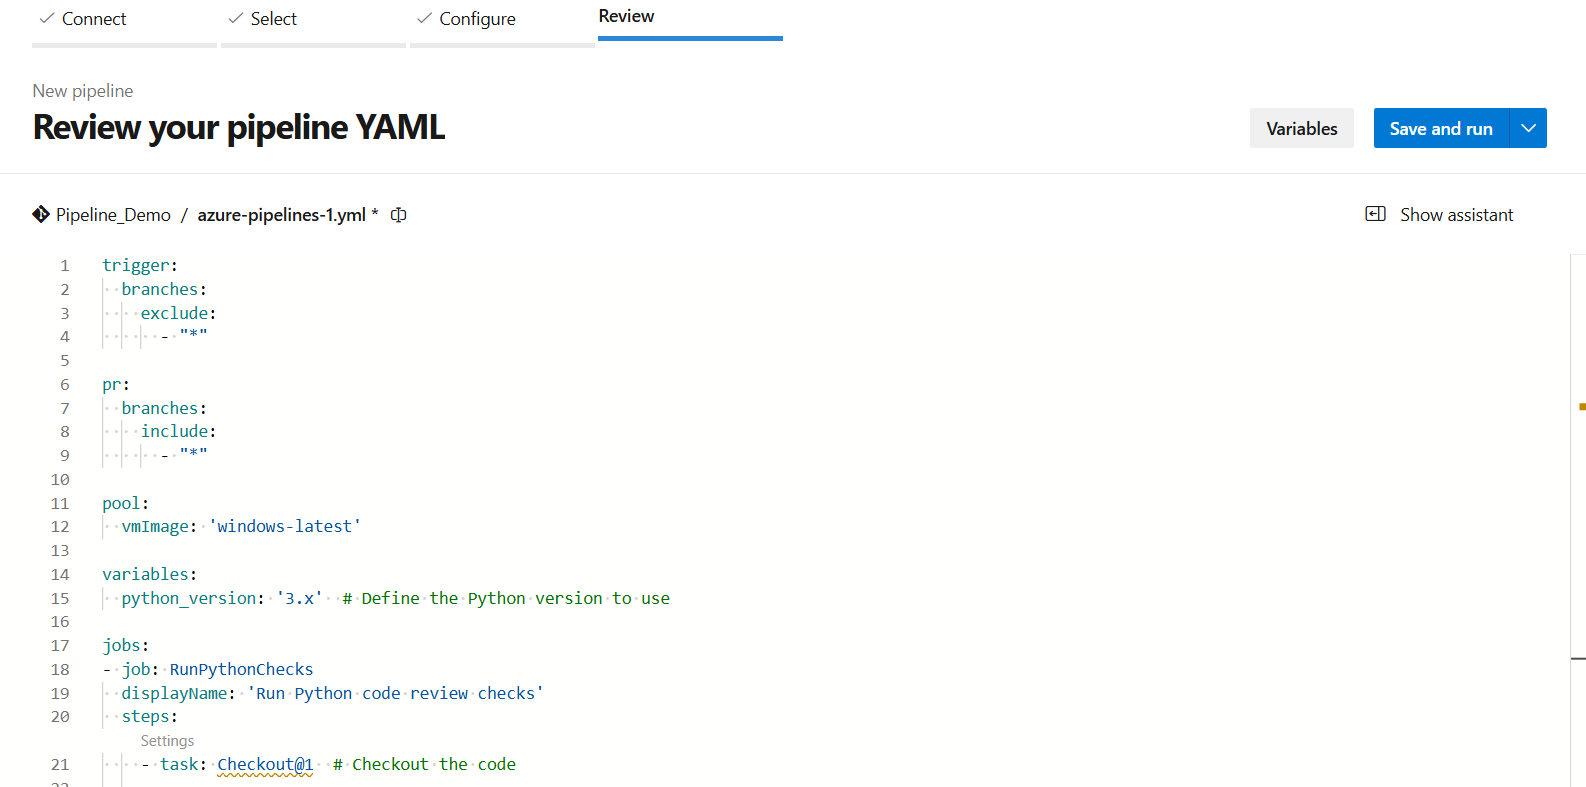 Connect Select Configure Review
New pipeline
Review your pipeline YAML
Variables Save and run
Pipeline_Demo / azure-pipelines-1.yml * Show assistant
1 trigger:
2 branches:
3 exclude:
4 - "*"
5
6 pr:
7 branches:
8 include:
9 - "*"
10
11 pool:
12 vmImage: 'windows-latest'
13
14 variables:
15 python_version: '3.x' # Define the Python version to use
16
17 jobs:
18 - job: RunPythonChecks
19 displayName: 'Run Python code review checks'
20 steps:
Settings
21 - task: Checkout@1 # Checkout the code